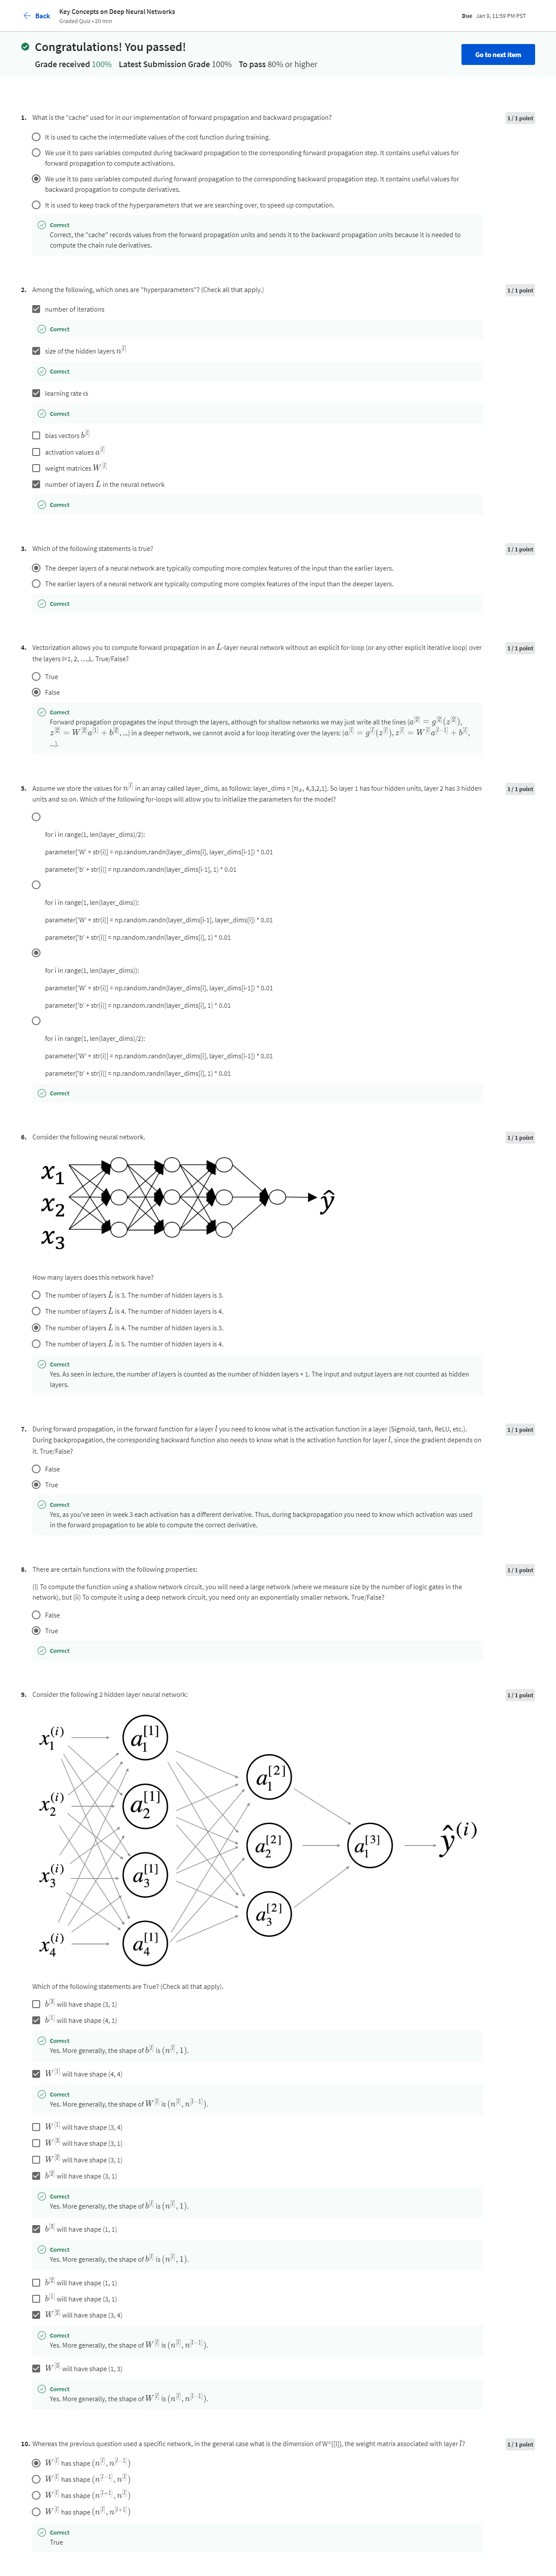 Back
Key Concepts on Deep Neural Networks
Graded Quiz • 20 min
Due Jan 9, 11:59 PM PST
Congratulations! You passed!
Grade received 100% Latest Submission Grade 100% To pass 80% or higher
Go to next item
1. What is the "cache" used for in our implementation of forward propagation and backward propagation?
1 / 1 point
It is used to cache the intermediate values of the cost function during training.
We use it to pass variables computed during backward propagation to the corresponding forward propagation step. It contains useful values for
forward propagation to compute activations.
We use it to pass variables computed during forward propagation to the corresponding backward propagation step. It contains useful values for
backward propagation to compute derivatives.
It is used to keep track of the hyperparameters that we are searching over, to speed up computation.
Correct
Correct, the "cache" records values from the forward propagation units and sends it to the backward propagation units because it is needed to
compute the chain rule derivatives.
2. Among the following, which ones are "hyperparameters"? (Check all that apply.)
1 / 1 point
number of iterations
Correct
size of the hidden layers n^[l]
Correct
learning rate α
Correct
bias vectors b^[l]
activation values a^[l]
weight matrices W^[l]
number of layers L in the neural network
Correct
3. Which of the following statements is true?
1 / 1 point
The deeper layers of a neural network are typically computing more complex features of the input than the earlier layers.
The earlier layers of a neural network are typically computing more complex features of the input than the deeper layers.
Correct
4. Vectorization allows you to compute forward propagation in an L-layer neural network without an explicit for-loop (or any other explicit iterative loop) over
the layers l=1, 2, …,L. True/False?
1 / 1 point
True
False
Correct
Forward propagation propagates the input through the layers, although for shallow networks we may just write all the lines (a^[2] = g^[2](z^[2]),
z^[2] = W^[2]a^[1] + b^[2], ...) in a deeper network, we cannot avoid a for loop iterating over the layers: (a^[l] = g^[l](z^[l]), z^[l] = W^[l]a^[l−1] + b^[l],
...).
5. Assume we store the values for n^[l] in an array called layer_dims, as follows: layer_dims = [n_x, 4,3,2,1]. So layer 1 has four hidden units, layer 2 has 3 hidden
units and so on. Which of the following for-loops will allow you to initialize the parameters for the model?
1 / 1 point
for i in range(1, len(layer_dims)/2):
parameter['W' + str(i)] = np.random.randn(layer_dims[i], layer_dims[i-1]) * 0.01
parameter['b' + str(i)] = np.random.randn(layer_dims[i-1], 1) * 0.01
for i in range(1, len(layer_dims)):
parameter['W' + str(i)] = np.random.randn(layer_dims[i-1], layer_dims[i]) * 0.01
parameter['b' + str(i)] = np.random.randn(layer_dims[i], 1) * 0.01
for i in range(1, len(layer_dims)):
parameter['W' + str(i)] = np.random.randn(layer_dims[i], layer_dims[i-1]) * 0.01
parameter['b' + str(i)] = np.random.randn(layer_dims[i], 1) * 0.01
for i in range(1, len(layer_dims)/2):
parameter['W' + str(i)] = np.random.randn(layer_dims[i], layer_dims[i-1]) * 0.01
parameter['b' + str(i)] = np.random.randn(layer_dims[i], 1) * 0.01
Correct
6. Consider the following neural network.
1 / 1 point
x1
x2
x3
ŷ
How many layers does this network have?
The number of layers L is 3. The number of hidden layers is 3.
The number of layers L is 4. The number of hidden layers is 4.
The number of layers L is 4. The number of hidden layers is 3.
The number of layers L is 5. The number of hidden layers is 4.
Correct
Yes. As seen in lecture, the number of layers is counted as the number of hidden layers + 1. The input and output layers are not counted as hidden
layers.
7. During forward propagation, in the forward function for a layer l you need to know what is the activation function in a layer (Sigmoid, tanh, ReLU, etc.).
During backpropagation, the corresponding backward function also needs to know what is the activation function for layer l, since the gradient depends on
it. True/False?
1 / 1 point
False
True
Correct
Yes, as you've seen in week 3 each activation has a different derivative. Thus, during backpropagation you need to know which activation was used
in the forward propagation to be able to compute the correct derivative.
8. There are certain functions with the following properties:
1 / 1 point
(i) To compute the function using a shallow network circuit, you will need a large network (where we measure size by the number of logic gates in the
network), but (ii) To compute it using a deep network circuit, you need only an exponentially smaller network. True/False?
False
True
Correct
9. Consider the following 2 hidden layer neural network:
1 / 1 point
x1^(i)
x2^(i)
x3^(i)
x4^(i)
a1^[1]
a2^[1]
a3^[1]
a4^[1]
a1^[2]
a2^[2]
a3^[2]
a1^[3]
ŷ^(i)
Which of the following statements are True? (Check all that apply).
b^[3] will have shape (3, 1)
b^[1] will have shape (4, 1)
Correct
Yes. More generally, the shape of b^[l] is (n^[l], 1).
W^[1] will have shape (4, 4)
Correct
Yes. More generally, the shape of W^[l] is (n^[l], n^[l−1]).
W^[1] will have shape (3, 4)
W^[3] will have shape (3, 1)
W^[2] will have shape (3, 1)
b^[2] will have shape (3, 1)
Correct
Yes. More generally, the shape of b^[l] is (n^[l], 1).
b^[3] will have shape (1, 1)
Correct
Yes. More generally, the shape of b^[l] is (n^[l], 1).
b^[2] will have shape (1, 1)
b^[1] will have shape (3, 1)
W^[2] will have shape (3, 4)
Correct
Yes. More generally, the shape of W^[l] is (n^[l], n^[l−1]).
W^[3] will have shape (1, 3)
Correct
Yes. More generally, the shape of W^[l] is (n^[l], n^[l−1]).
10. Whereas the previous question used a specific network, in the general case what is the dimension of W^{[l]}, the weight matrix associated with layer l?
1 / 1 point
W^[l] has shape (n^[l], n^[l−1])
W^[l] has shape (n^[l−1], n^[l])
W^[l] has shape (n^[l+1], n^[l])
W^[l] has shape (n^[l], n^[l+1])
Correct
True